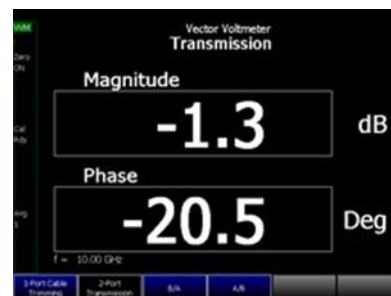 VVM
Vector Voltmeter
Transmission
Zero
ON
Magnitude
-1.3 dB
Cal
Rdy
Phase
-20.5 Deg
Avg
1
f = 10.00 GHz
1-Port Cable
Trimming
2-Port
Transmission
B/A
A/B